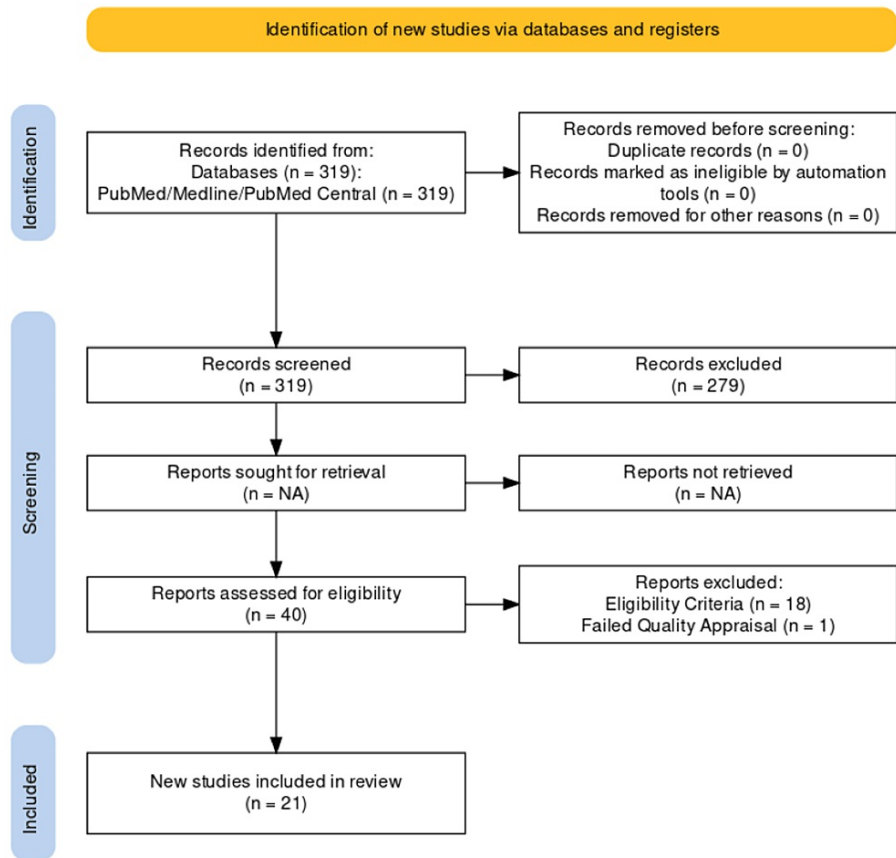 Identification of new studies via databases and registers
Identification
Records identified from:
Databases (n = 319):
PubMed/Medline/PubMed Central (n = 319)
Records removed before screening:
Duplicate records (n = 0)
Records marked as ineligible by automation
tools (n = 0)
Records removed for other reasons (n = 0)
Screening
Records screened
(n = 319)
Records excluded
(n = 279)
Reports sought for retrieval
(n = NA)
Reports not retrieved
(n = NA)
Reports assessed for eligibility
(n = 40)
Reports excluded:
Eligibility Criteria (n = 18)
Failed Quality Appraisal (n = 1)
Included
New studies included in review
(n = 21)